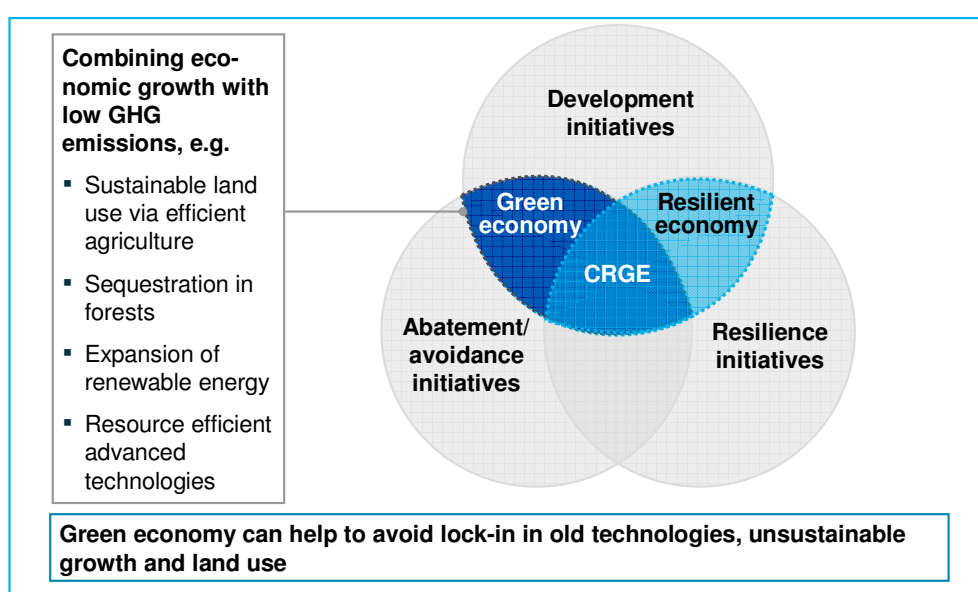 Combining eco-
nomic growth with
low GHG
emissions, e.g.
▪ Sustainable land
use via efficient
agriculture
▪ Sequestration in
forests
▪ Expansion of
renewable energy
▪ Resource efficient
advanced
technologies
Development
initiatives
Green
economy
Resilient
economy
CRGE
Abatement/
avoidance
initiatives
Resilience
initiatives
Green economy can help to avoid lock-in in old technologies, unsustainable
growth and land use